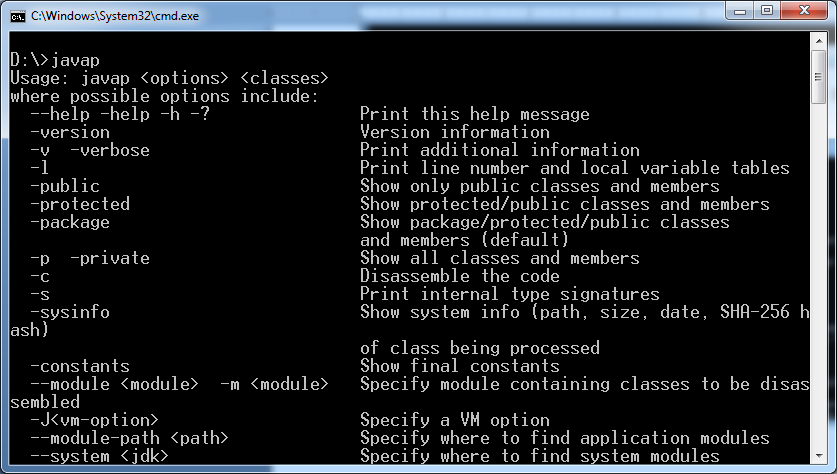 C:\Windows\System32\cmd.exe
D:\>javap
Usage: javap <options> <classes>
where possible options include:
  --help -help -h -?               Print this help message
  -version                         Version information
  -v  -verbose                     Print additional information
  -l                               Print line number and local variable tables
  -public                          Show only public classes and members
  -protected                       Show protected/public classes and members
  -package                         Show package/protected/public classes
                                   and members (default)
  -p  -private                     Show all classes and members
  -c                               Disassemble the code
  -s                               Print internal type signatures
  -sysinfo                         Show system info (path, size, date, SHA-256 h
ash)
                                   of class being processed
  -constants                       Show final constants
  --module <module>  -m <module>   Specify module containing classes to be disas
sembled
  -J<vm-option>                    Specify a VM option
  --module-path <path>             Specify where to find application modules
  --system <jdk>                   Specify where to find system modules